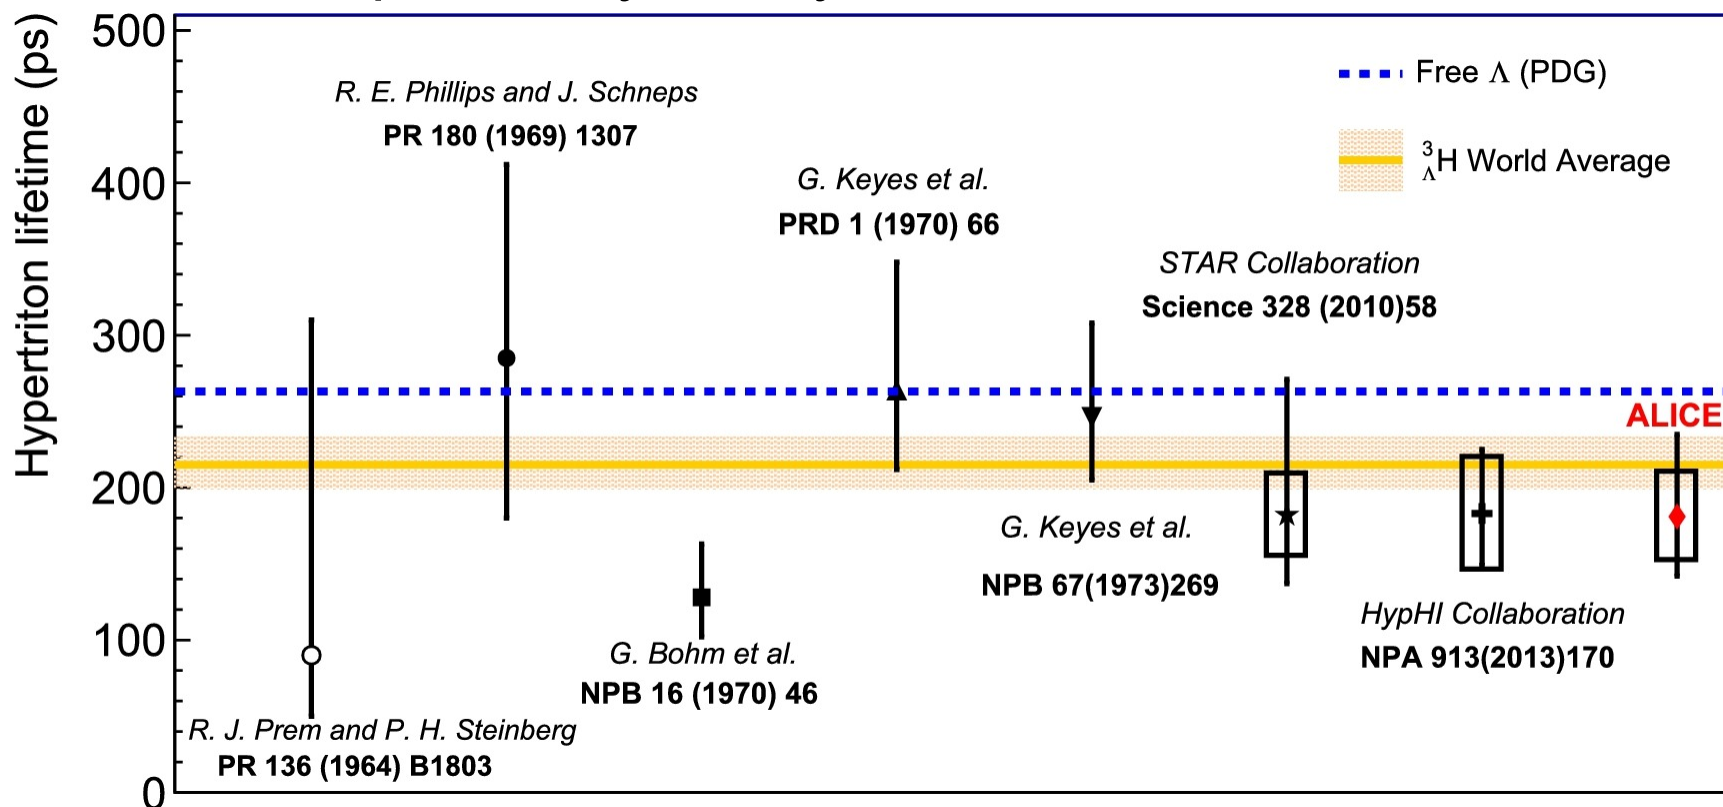 Hypertriton lifetime (ps)
500
400
300
200
100
0
R. E. Phillips and J. Schneps
PR 180 (1969) 1307
G. Keyes et al.
PRD 1 (1970) 66
Free Λ (PDG)
³ΛH World Average
STAR Collaboration
Science 328 (2010)58
ALICE
G. Keyes et al.
NPB 67(1973)269
HypHI Collaboration
NPA 913(2013)170
G. Bohm et al.
NPB 16 (1970) 46
R. J. Prem and P. H. Steinberg
PR 136 (1964) B1803